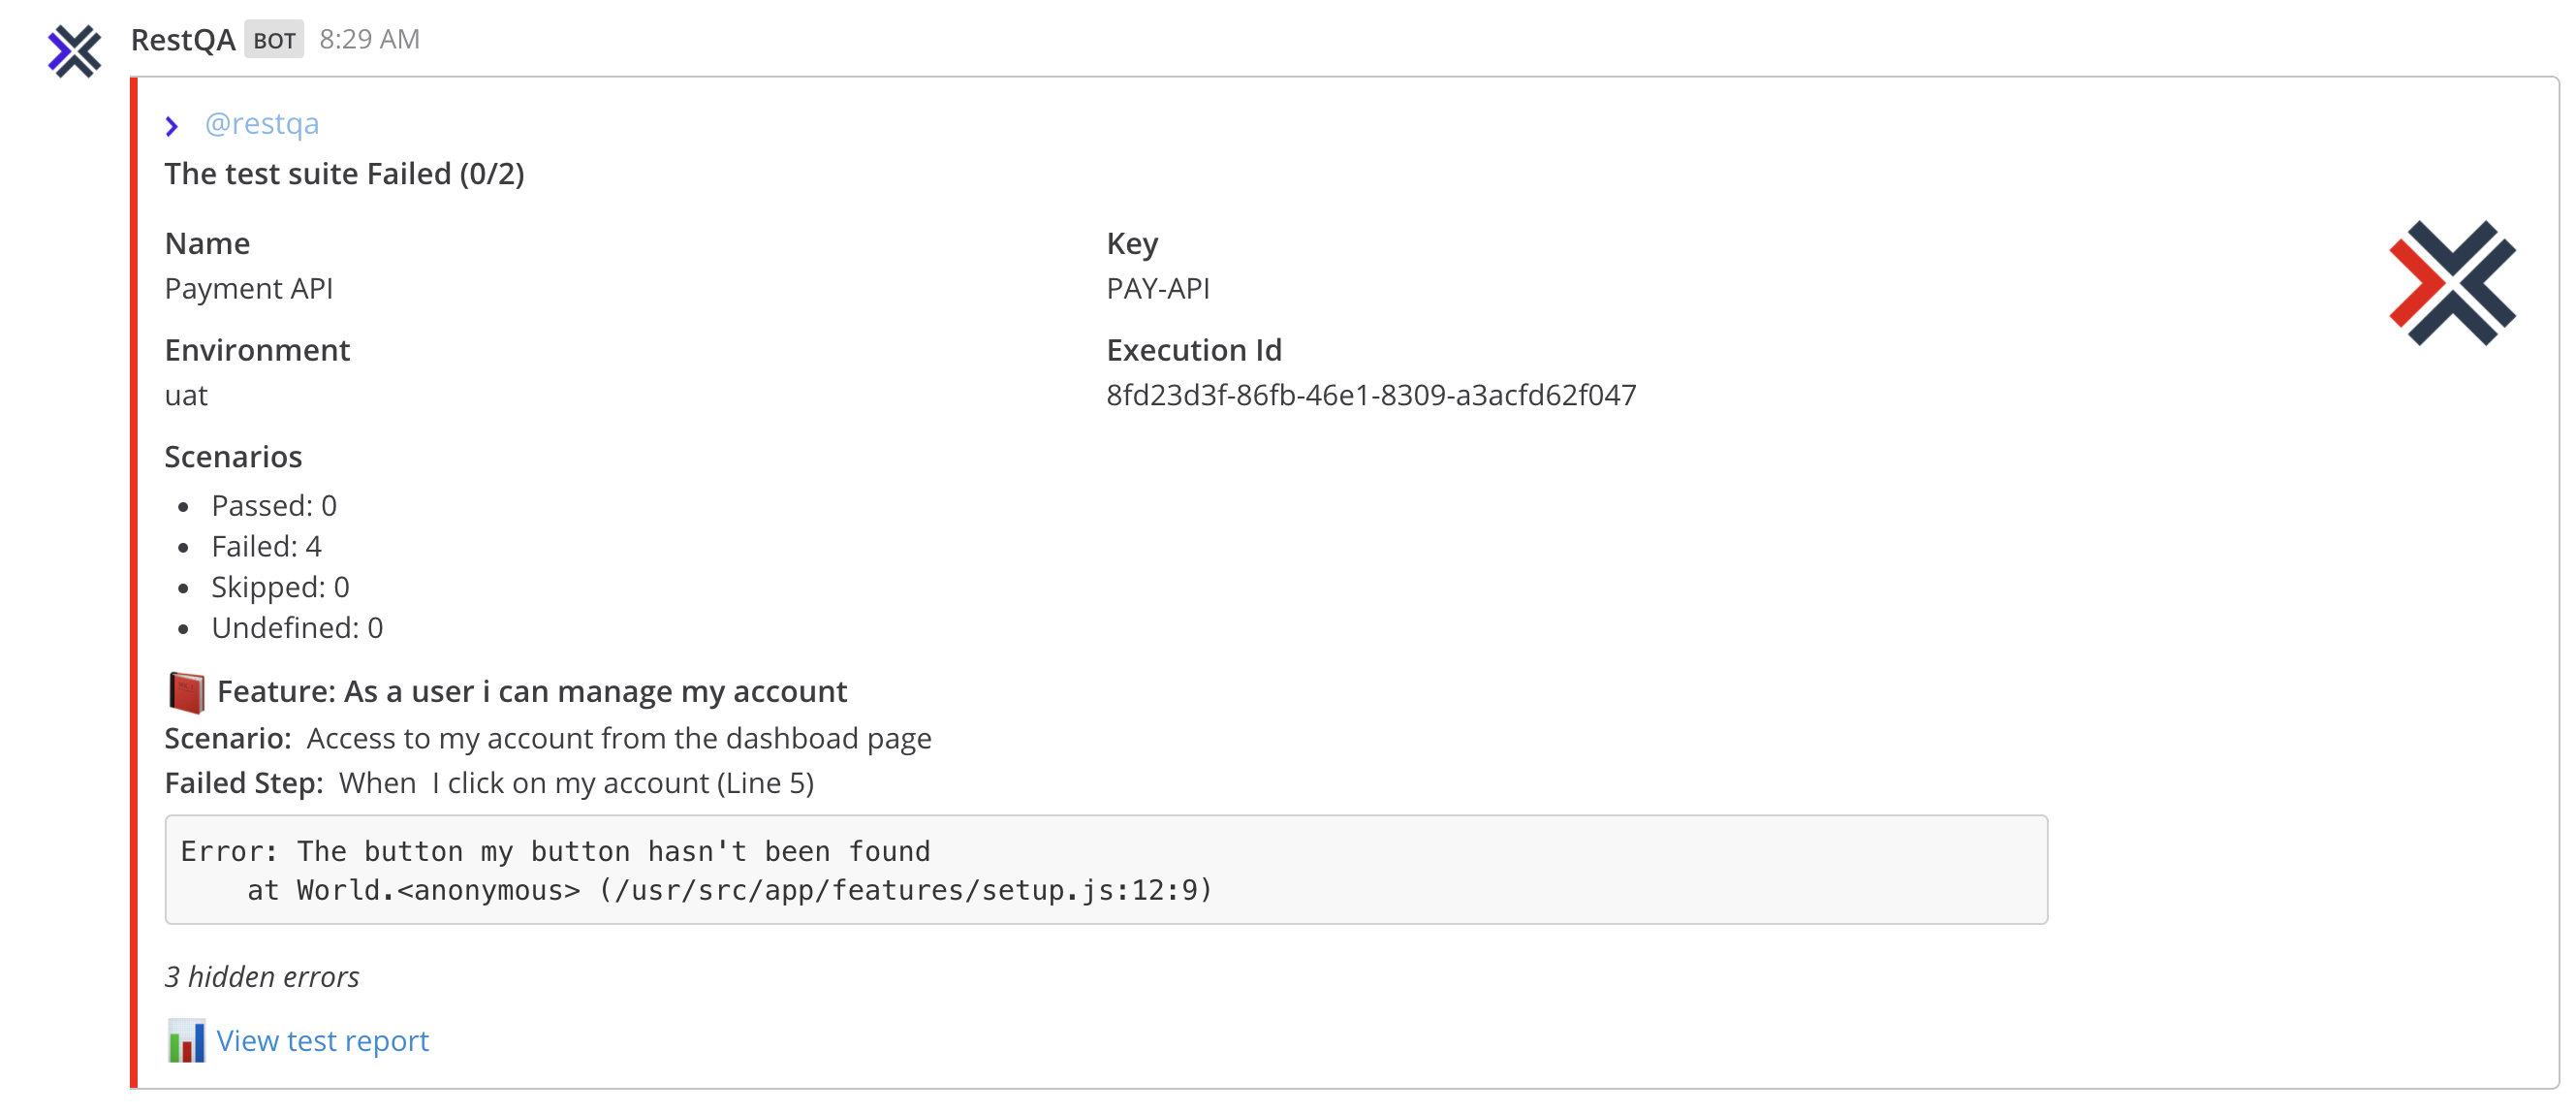 RestQA BOT 8:29 AM
@restqa
The test suite Failed (0/2)
Name Key
Payment API PAY-API
Environment Execution Id
uat 8fd23d3f-86fb-46e1-8309-a3acfd62f047
Scenarios
• Passed: 0
• Failed: 4
• Skipped: 0
• Undefined: 0
Feature: As a user i can manage my account
Scenario: Access to my account from the dashboad page
Failed Step: When I click on my account (Line 5)
Error: The button my button hasn't been found
at World.<anonymous> (/usr/src/app/features/setup.js:12:9)
3 hidden errors
View test report